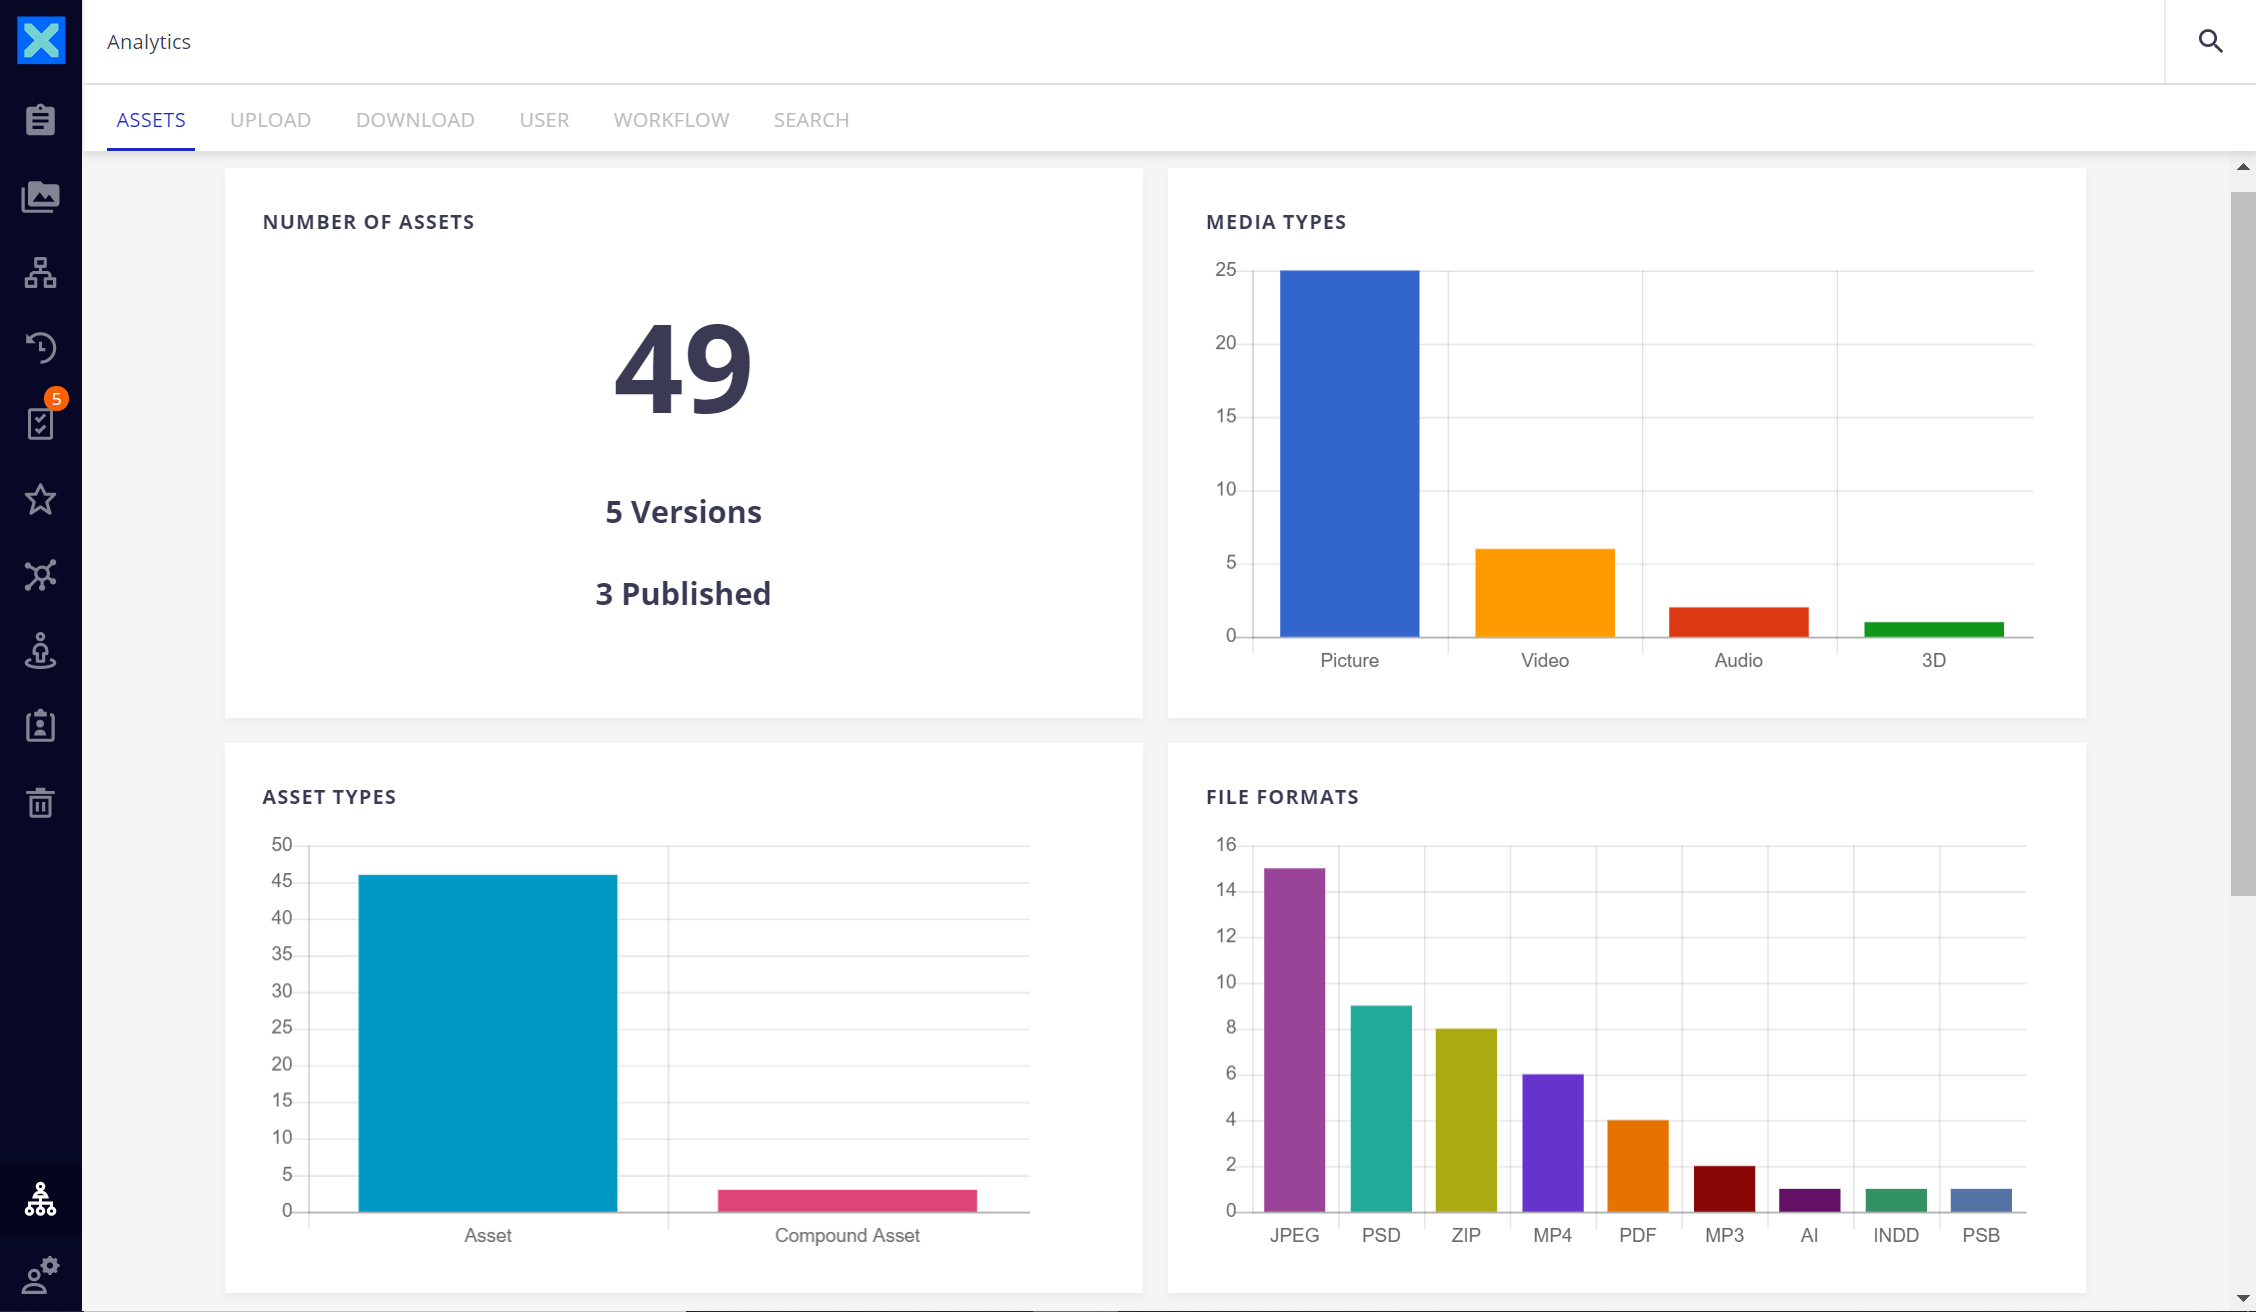 Analytics
ASSETS UPLOAD DOWNLOAD USER WORKFLOW SEARCH
5
NUMBER OF ASSETS
49
5 Versions
3 Published
MEDIA TYPES
25
20
15
10
5
0
Picture Video Audio 3D
ASSET TYPES
50
45
40
35
30
25
20
15
10
5
0
Asset Compound Asset
FILE FORMATS
16
14
12
10
8
6
4
2
0
JPEG PSD ZIP MP4 PDF MP3 AI INDD PSB